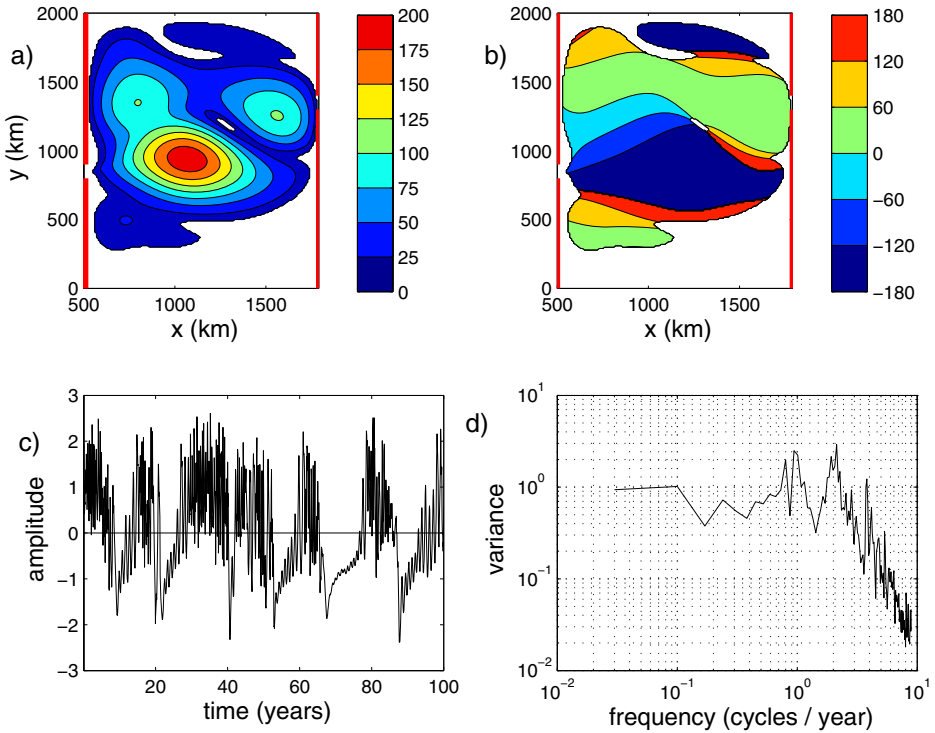 a)
2000
1500
1000
500
0
y (km)
500 1000 1500
x (km)
200
175
150
125
100
75
50
25
0
b)
2000
1500
1000
500
0
500 1000 1500
x (km)
180
120
60
0
−60
−120
−180
c)
3
2
1
0
−1
−2
−3
amplitude
20 40 60 80 100
time (years)
d)
10^1
10^0
10^−1
10^−2
variance
10^−2 10^−1 10^0 10^1
frequency (cycles / year)